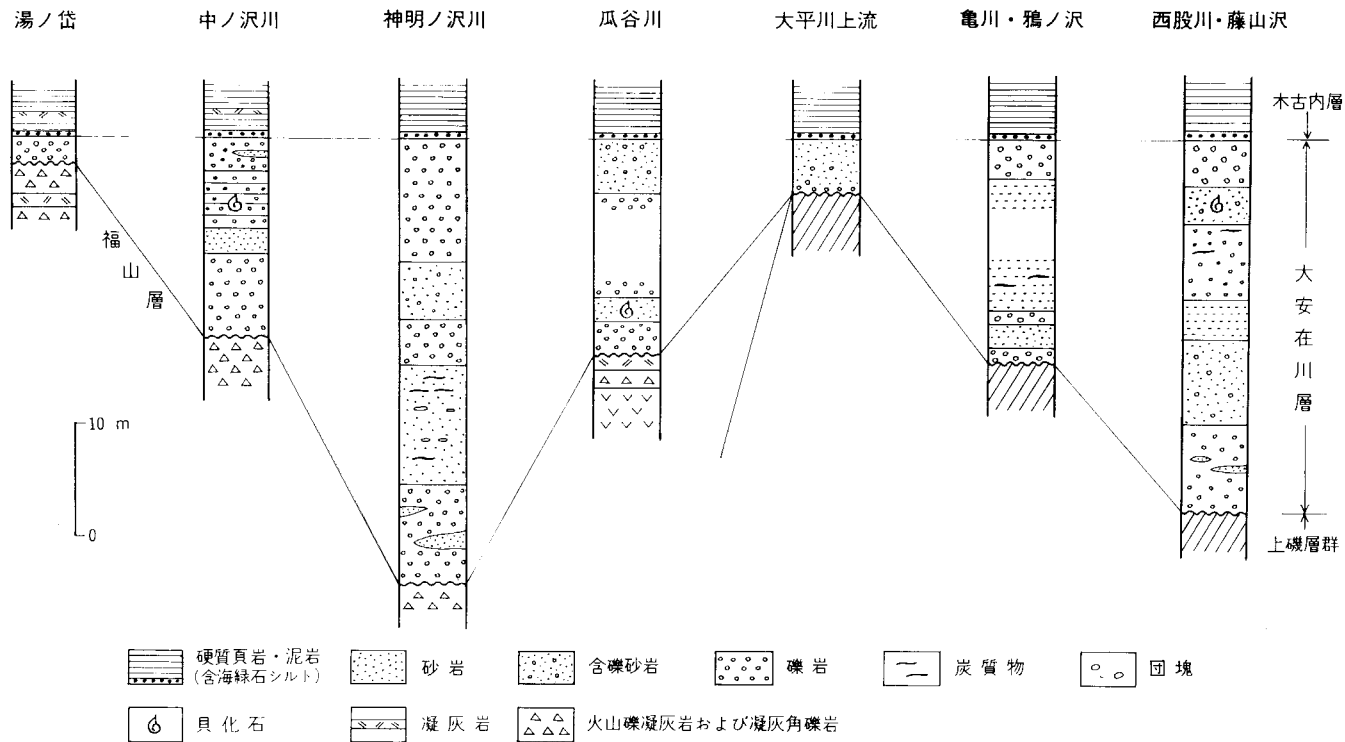 湯ノ岱
中ノ沢川
神明ノ沢川
瓜谷川
大平川上流
亀川・鴉ノ沢
西股川・藤山沢
木古内層
福山層
大安在川層
10 m
0
上磯層群
硬質頁岩・泥岩
(含海緑石シルト)
砂岩
含礫砂岩
礫岩
炭質物
団塊
貝化石
凝灰岩
火山礫凝灰岩および凝灰角礫岩